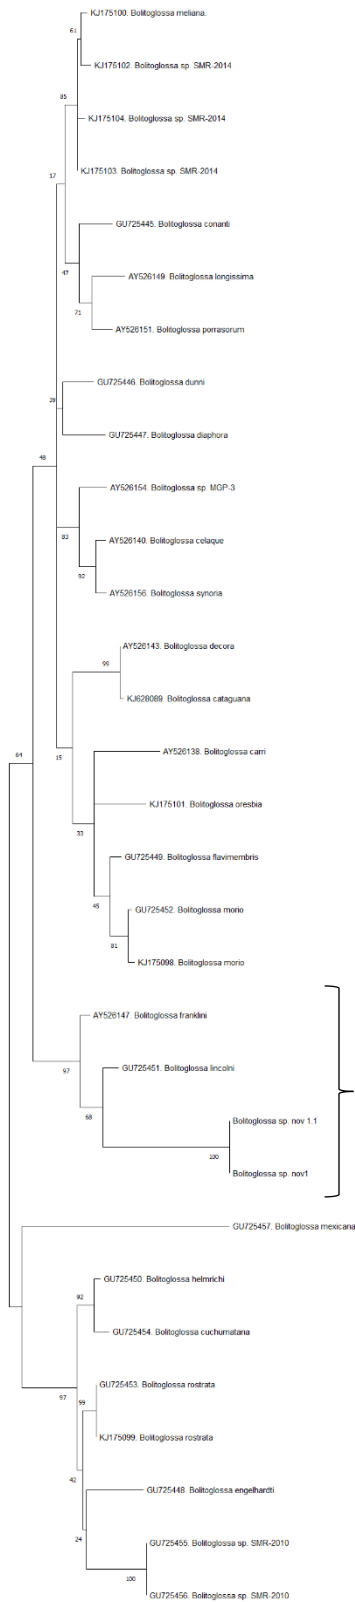 KJ175100. Bolitoglossa meliana.
61
KJ175102. Bolitoglossa sp. SMR-2014
85
KJ175104. Bolitoglossa sp. SMR-2014
KJ175103. Bolitoglossa sp. SMR-2014
17
GU725445. Bolitoglossa conanti
47
AY526149. Bolitoglossa longissima
71
AY526151. Bolitoglossa porrasorum
GU725446. Bolitoglossa dunni
39
GU725447. Bolitoglossa diaphora
48
AY526154. Bolitoglossa sp. MGP-3
83
AY526140. Bolitoglossa celaque
92
AY526156. Bolitoglossa synoria
AY526143. Bolitoglossa decora
99
KJ628089. Bolitoglossa cataguana
15
AY526138. Bolitoglossa carri
64
KJ175101. Bolitoglossa oresbia
33
GU725449. Bolitoglossa flavimembris
45
GU725452. Bolitoglossa morio
81
KJ175098. Bolitoglossa morio
AY526147. Bolitoglossa franklini
97
GU725451. Bolitoglossa lincolni
68
Bolitoglossa sp. nov 1.1
100
Bolitoglossa sp. nov1
GU725457. Bolitoglossa mexicana
GU725450. Bolitoglossa helmrichi
92
GU725454. Bolitoglossa cuchumatana
97
GU725453. Bolitoglossa rostrata
99
KJ175099. Bolitoglossa rostrata
42
GU725448. Bolitoglossa engelhardti
24
GU725455. Bolitoglossa sp. SMR-2010
100
GU725456. Bolitoglossa sp. SMR-2010